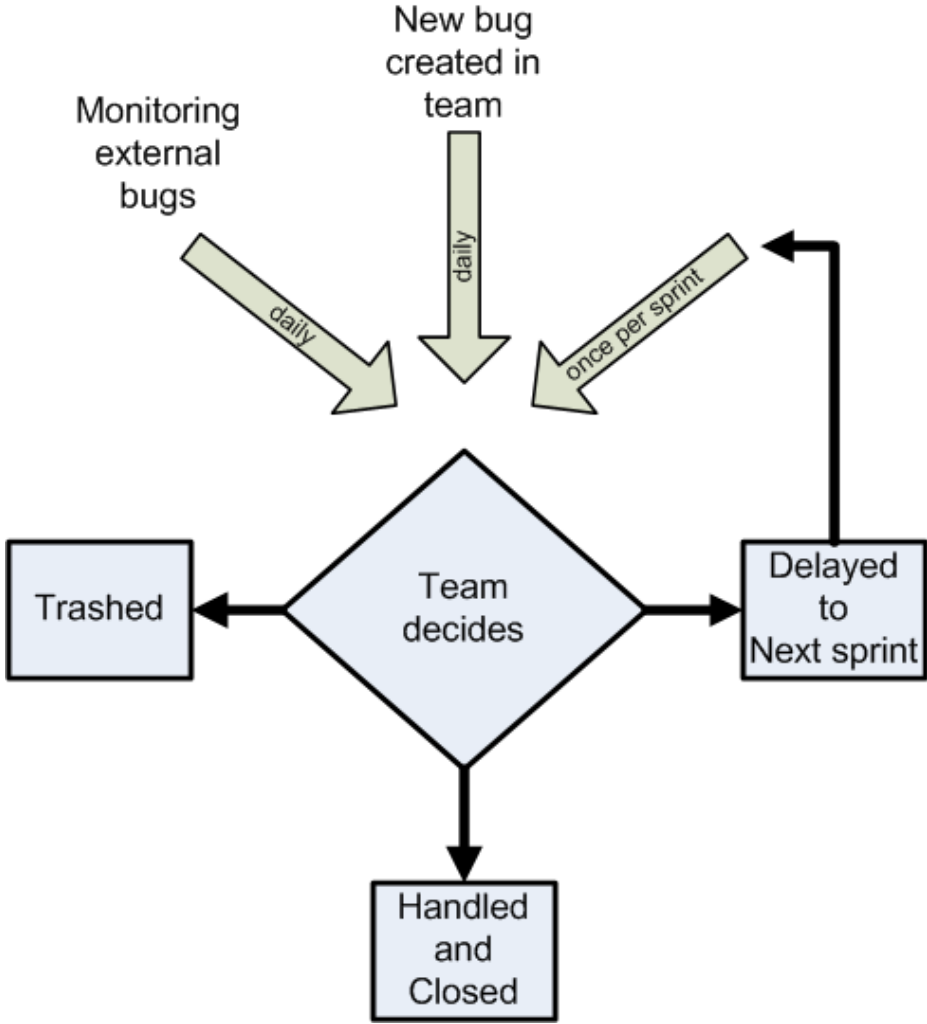 New bug
created in
team
Monitoring
external
bugs
daily
daily
once per sprint
Trashed
Team
decides
Delayed
to
Next sprint
Handled
and
Closed